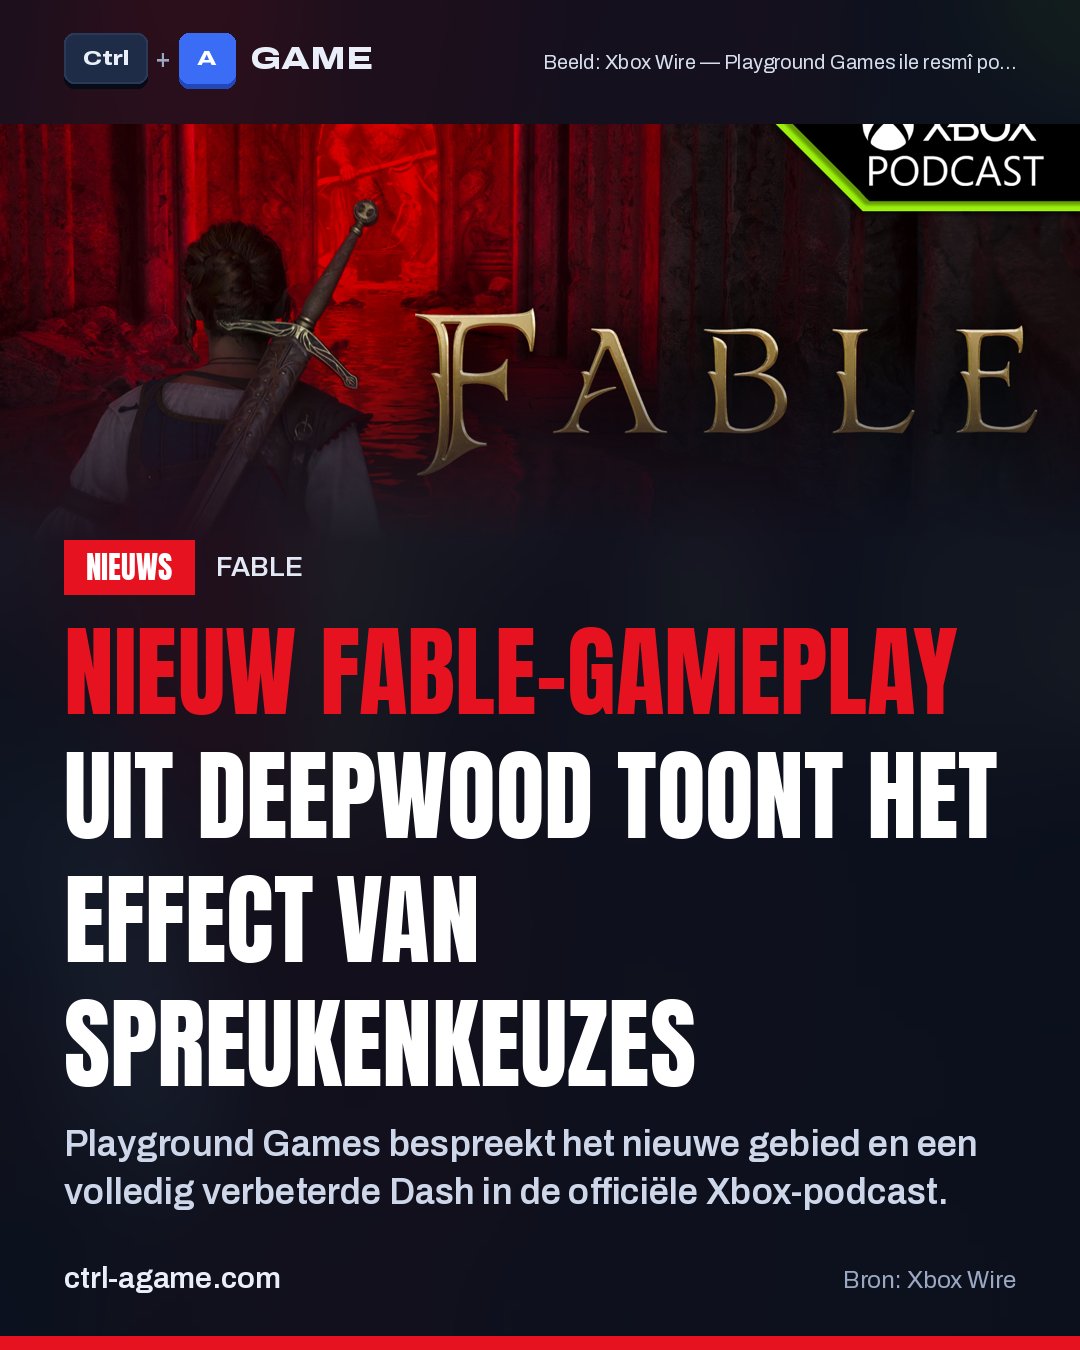 Ctrl + A GAME
Beeld: Xbox Wire — Playground Games ile resmî po...
XBOX
PODCAST
FABLE
NIEUWS FABLE
NIEUW FABLE-GAMEPLAY
UIT DEEPWOOD TOONT HET
EFFECT VAN
SPREUKENKEUZES
Playground Games bespreekt het nieuwe gebied en een
volledig verbeterde Dash in de officiële Xbox-podcast.
ctrl-agame.com
Bron: Xbox Wire